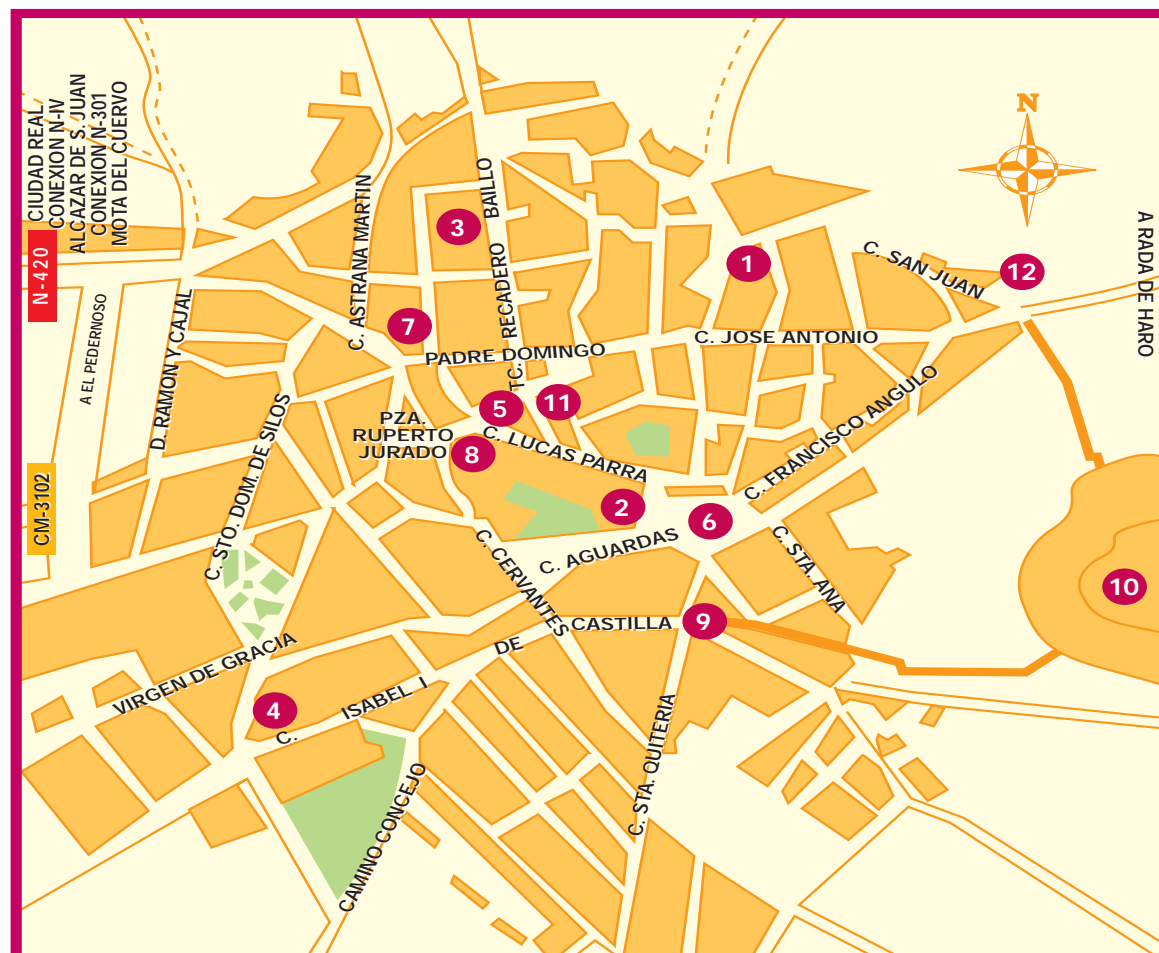 CIUDAD REAL
CONEXION N-IV
ALCAZAR DE S. JUAN
CONEXION N-301
MOTA DEL CUERVO
N-420
A EL PEDERNOSO
CM-3102
D. RAMON Y CAJAL
C. STO. DOM. DE SILOS
C. ASTRANA MARTIN
TC. RECADERO BAILLO
N
A RADA DE HARO
3
1
C. SAN JUAN
12
7
PADRE DOMINGO
C. JOSE ANTONIO
5
11
PZA.
RUPERTO
JURADO
8
C. LUCAS PARRA
C. FRANCISCO ANGULO
2
6
C. AGUARDAS
C. STA. ANA
C. CERVANTES
10
9
VIRGEN DE GRACIA
4
C. ISABEL I DE CASTILLA
C. STA. QUITERIA
CAMINO CONCEJO